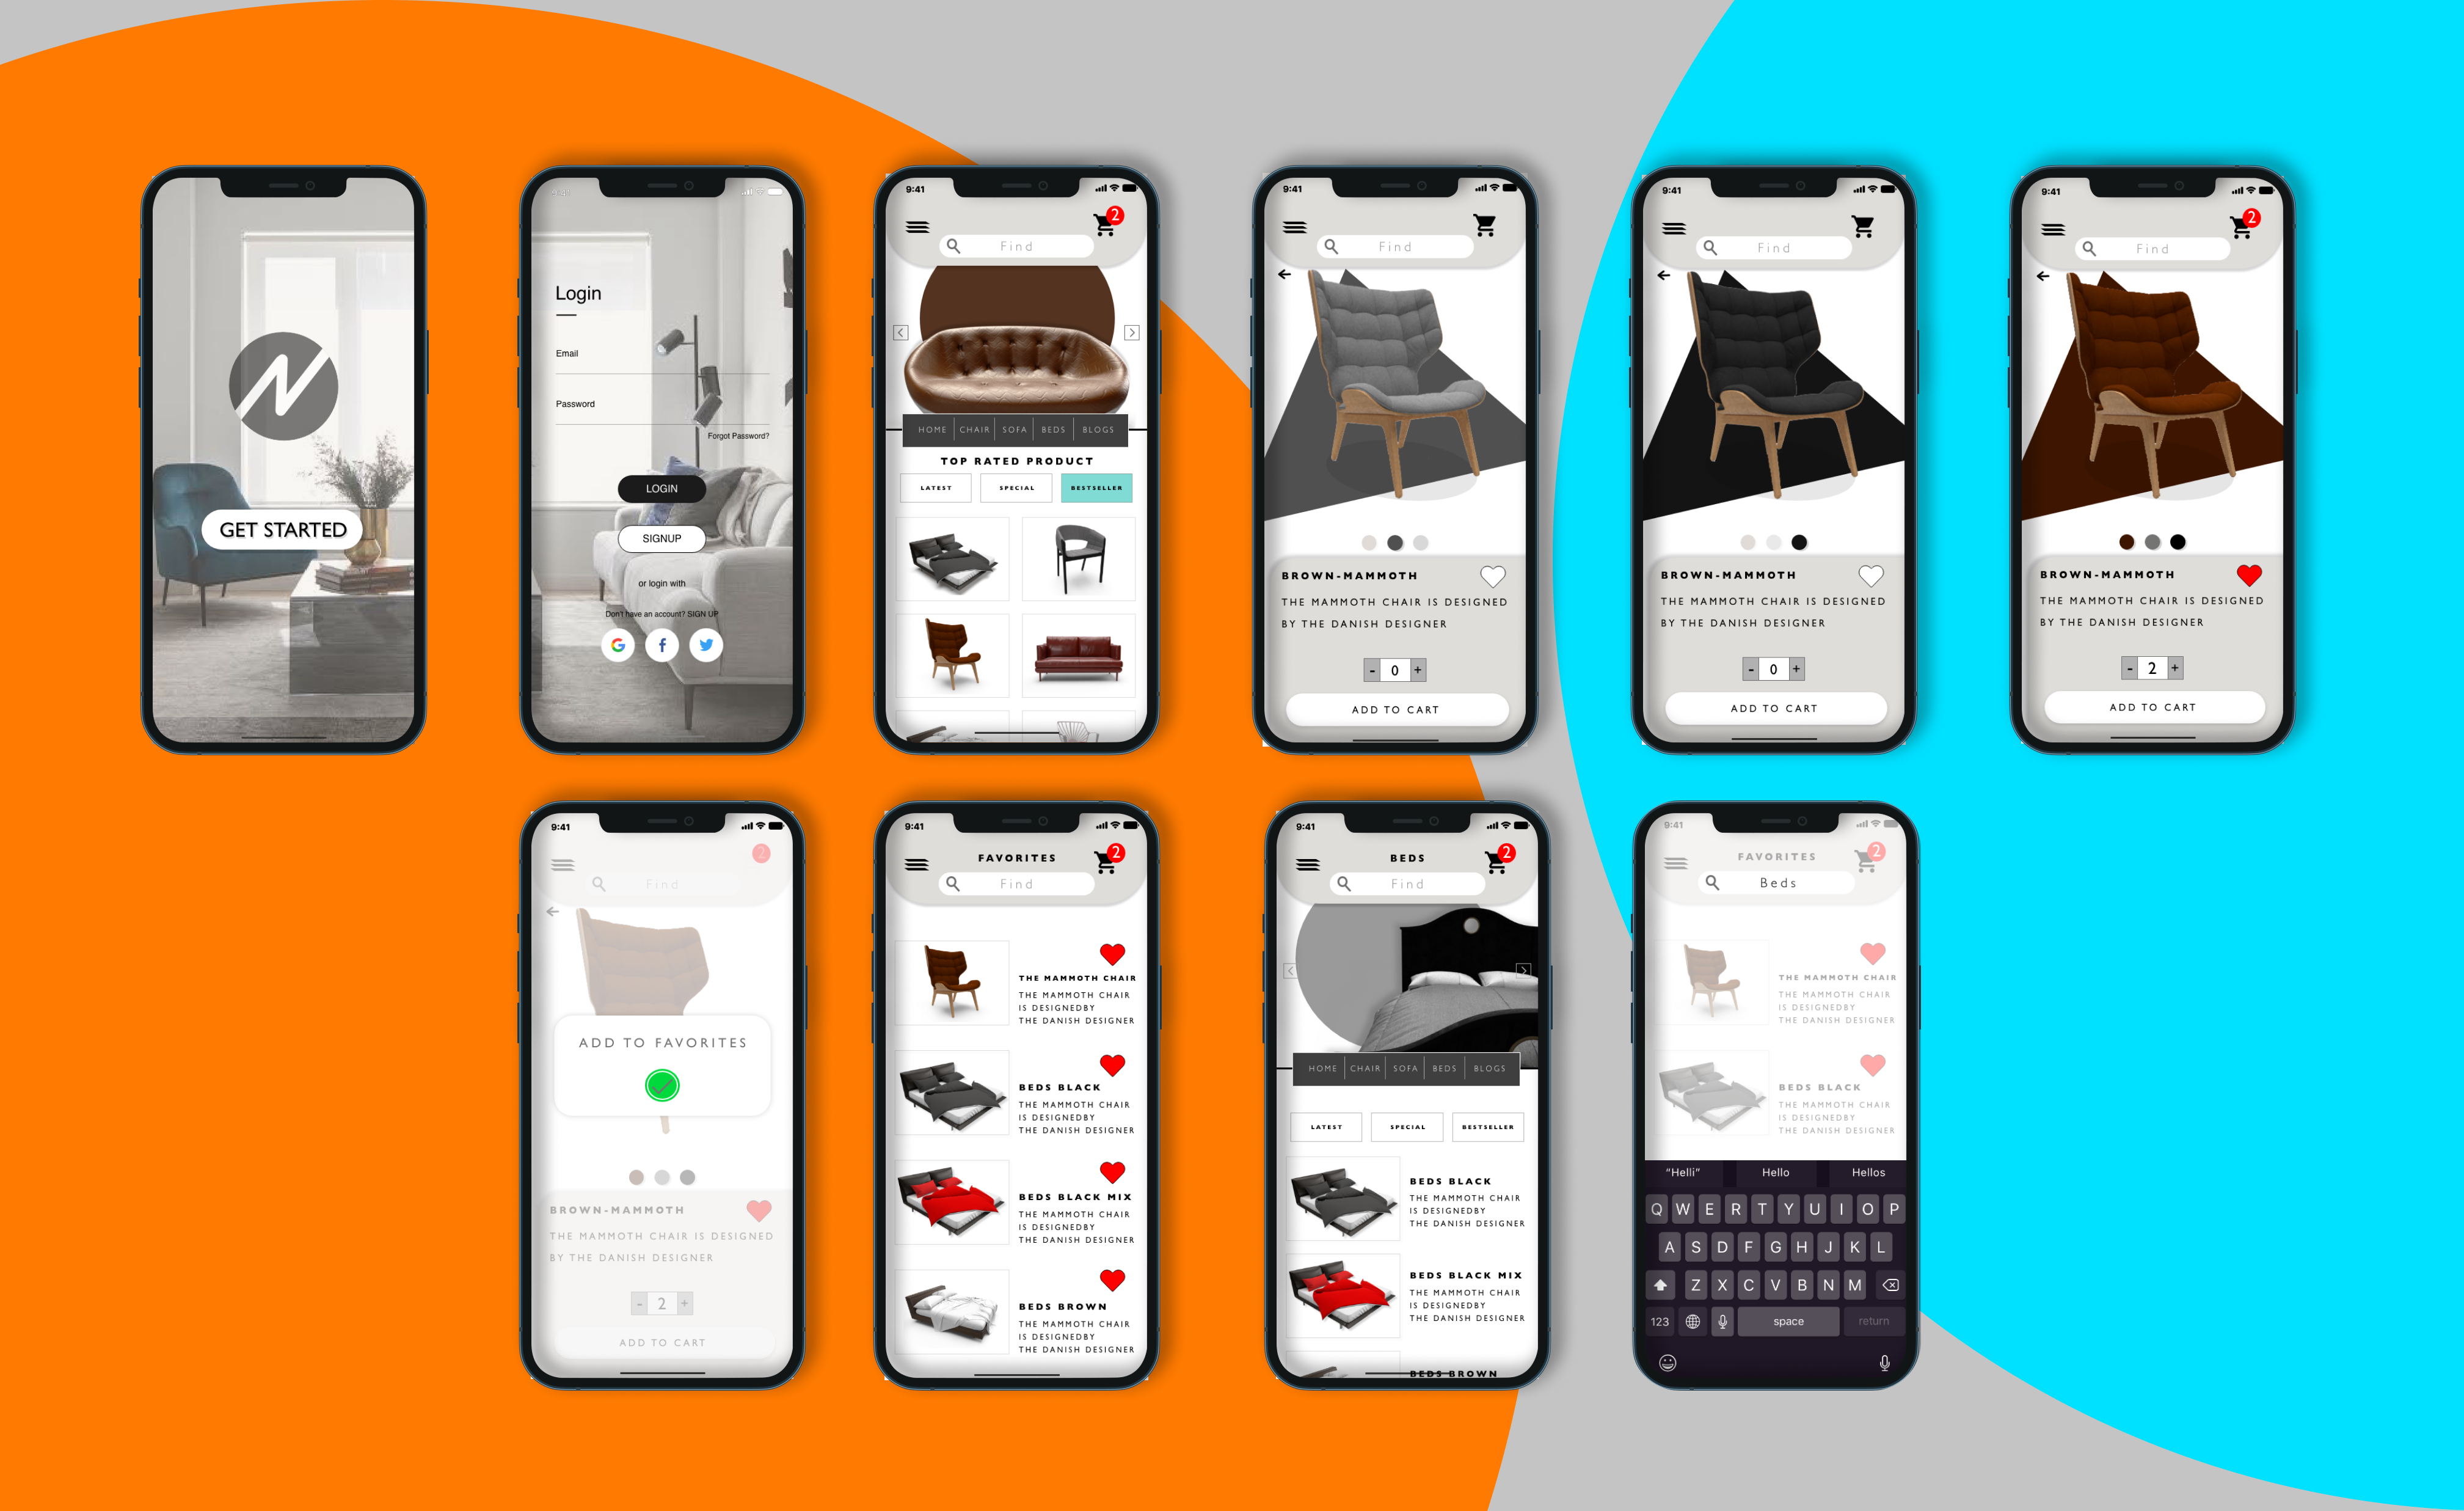 GET STARTED
Login
Email
Password
Forgot Password?
LOGIN
SIGNUP
or login with
Don't have an account? SIGN UP
9:41
2
Find
HOME CHAIR SOFA BEDS BLOGS
TOP RATED PRODUCT
LATEST SPECIAL BESTSELLER
9:41
Find
BROWN-MAMMOTH
THE MAMMOTH CHAIR IS DESIGNED
BY THE DANISH DESIGNER
- 0 +
ADD TO CART
9:41
Find
BROWN-MAMMOTH
THE MAMMOTH CHAIR IS DESIGNED
BY THE DANISH DESIGNER
- 0 +
ADD TO CART
9:41
2
Find
BROWN-MAMMOTH
THE MAMMOTH CHAIR IS DESIGNED
BY THE DANISH DESIGNER
- 2 +
ADD TO CART
9:41
2
Find
ADD TO FAVORITES
BROWN-MAMMOTH
THE MAMMOTH CHAIR IS DESIGNED
BY THE DANISH DESIGNER
- 2 +
ADD TO CART
9:41
FAVORITES 2
Find
THE MAMMOTH CHAIR
THE MAMMOTH CHAIR
IS DESIGNEDBY
THE DANISH DESIGNER
BEDS BLACK
THE MAMMOTH CHAIR
IS DESIGNEDBY
THE DANISH DESIGNER
BEDS BLACK MIX
THE MAMMOTH CHAIR
IS DESIGNEDBY
THE DANISH DESIGNER
BEDS BROWN
THE MAMMOTH CHAIR
IS DESIGNEDBY
THE DANISH DESIGNER
9:41
BEDS 2
Find
HOME CHAIR SOFA BEDS BLOGS
LATEST SPECIAL BESTSELLER
BEDS BLACK
THE MAMMOTH CHAIR
IS DESIGNEDBY
THE DANISH DESIGNER
BEDS BLACK MIX
THE MAMMOTH CHAIR
IS DESIGNEDBY
THE DANISH DESIGNER
BEDS BROWN
9:41
FAVORITES 2
Beds
THE MAMMOTH CHAIR
THE MAMMOTH CHAIR
IS DESIGNEDBY
THE DANISH DESIGNER
BEDS BLACK
THE MAMMOTH CHAIR
IS DESIGNEDBY
THE DANISH DESIGNER
“Helli” Hello Hellos
Q W E R T Y U I O P
A S D F G H J K L
Z X C V B N M
123 space return